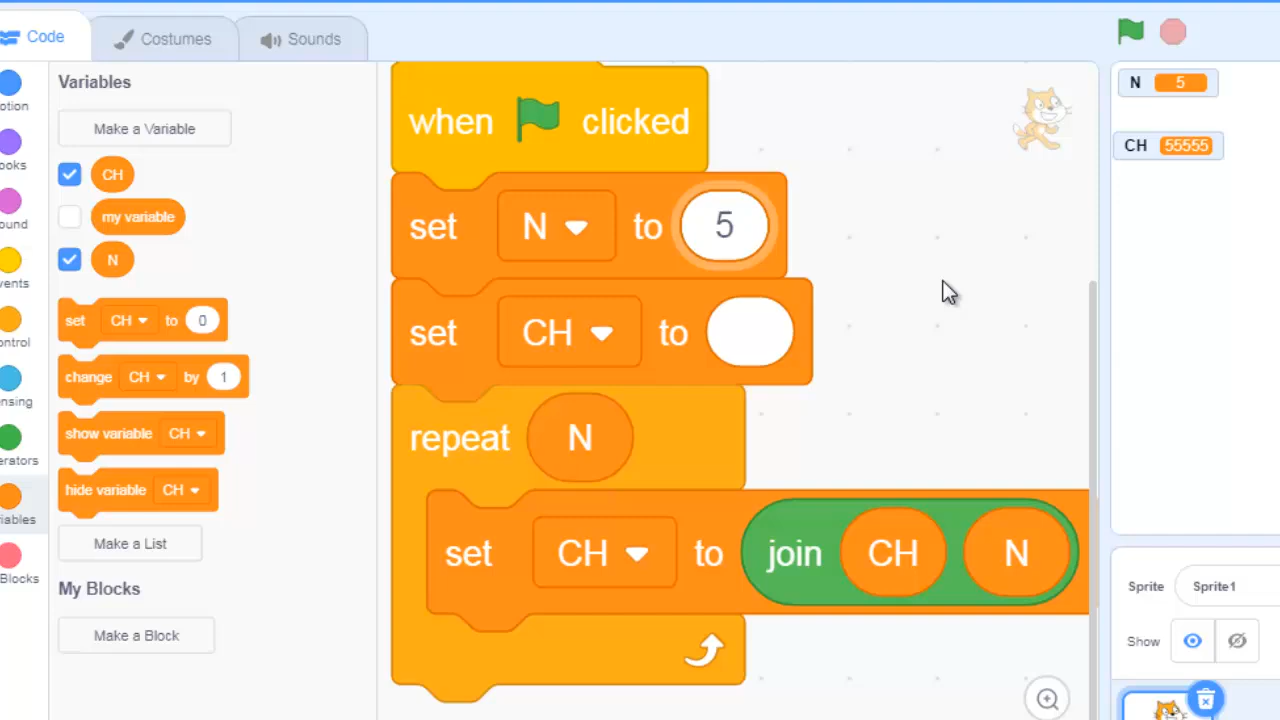 Code
Costumes
Sounds
otion
ooks
ound
vents
ontrol
ensing
erators
riables
Blocks
Variables
Make a Variable
CH
my variable
N
set CH to 0
change CH by 1
show variable CH
hide variable CH
Make a List
My Blocks
Make a Block
when clicked
set N to 5
set CH to
repeat N
set CH to join CH N
N 5
CH 55555
Sprite Sprite1
Show